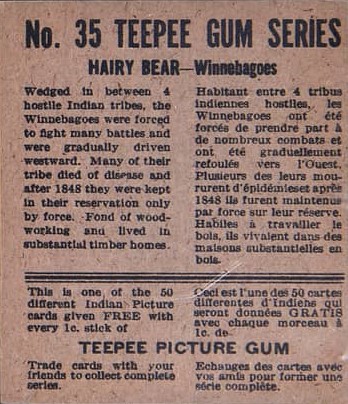 No. 35 TEEPEE GUM SERIES
HAIRY BEAR—Winnebagoes
Wedged in between 4
hostile Indian tribes, the
Winnebagoes were forced
to fight many battles and
were gradually driven
westward. Many of their
tribe died of disease and
after 1848 they were kept
in their reservation only
by force. Fond of wood-
working and lived in
substantial timber homes.
Habitant entre 4 tribus
indiennes hostiles, les
Winnebagoes ont été
forcés de prendre part à
de nombreux combats et
ont été graduellement
refoulés vers l'Ouest.
Plusieurs des leurs mou-
rurent d'épidémies et après
1848 ils furent maintenus
par force sur leur réserve.
Habiles à travailler le
bois, ils vivaient dans des
maisons substantielles en
bois.
This is one of the 50
different Indian Picture
cards given FREE with
every 1c. stick of
Ceci est l'une des 50 cartes
differentes d'Indiens qui
seront données GRATIS
avec chaque morceau à
1c. de
TEEPEE PICTURE GUM
Trade cards with your
friends to collect complete
series.
Echanges des cartes avec
vos amis pour former une
série complète.